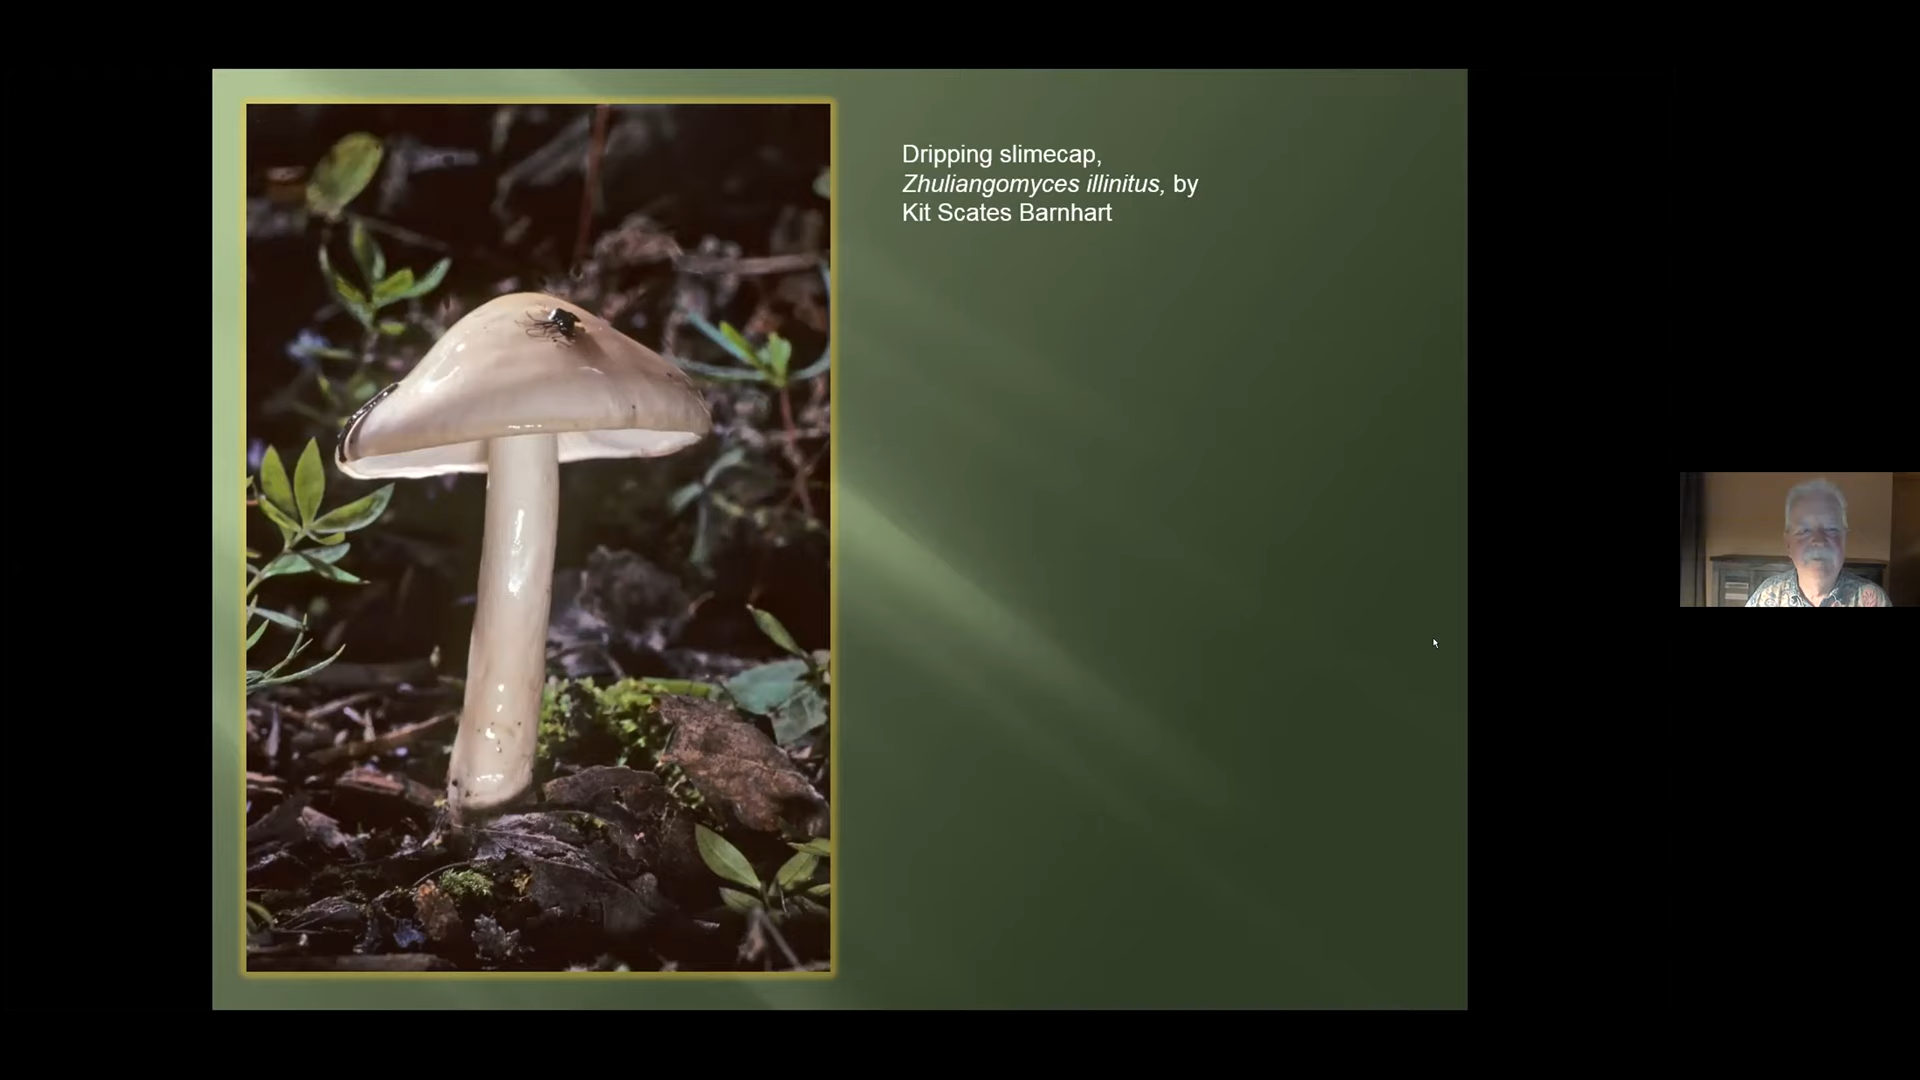 Dripping slimecap,
Zhuliangomyces illinitus, by
Kit Scates Barnhart